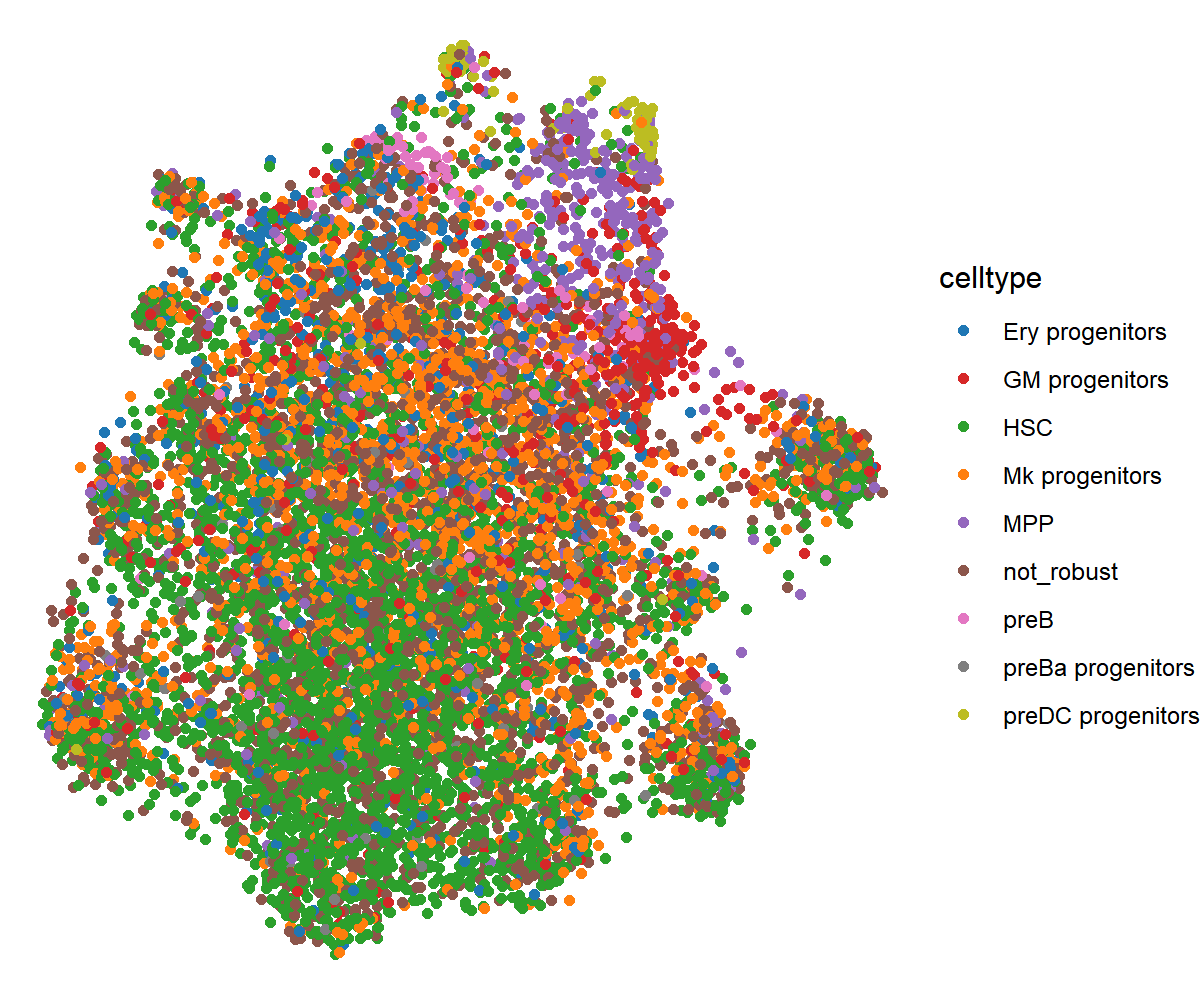 celltype
Ery progenitors
GM progenitors
HSC
Mk progenitors
MPP
not_robust
preB
preBa progenitors
preDC progenitors